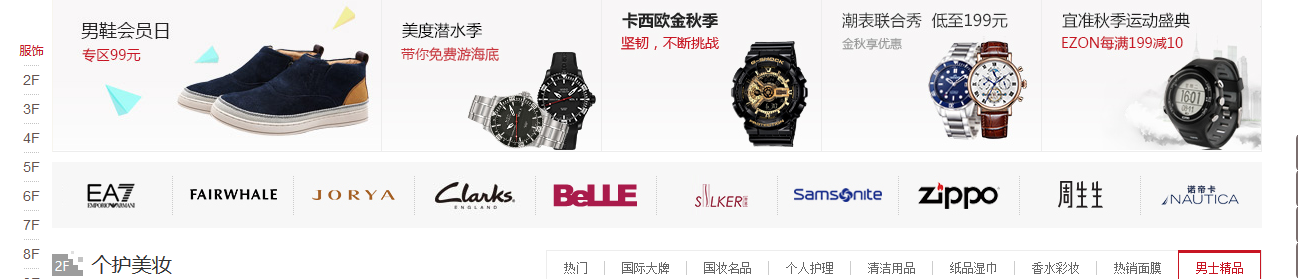 男鞋会员日
专区99元
美度潜水季
带你免费游海底
卡西欧金秋季
坚韧，不断挑战
G-SHOCK
潮表联合秀 低至199元
金秋享优惠
宜准秋季运动盛典
EZON每满199减10
服饰
2F
3F
4F
5F
6F
7F
8F
EA7
EMPORIO ARMANI
FAIRWHALE
JORYA
Clarks.
ENGLAND
BeLLE
SILKER
Samsonite
zippo
周生生
诺帝卡
NAUTICA
2F 个护美妆
热门 国际大牌 国妆名品 个人护理 清洁用品 纸品湿巾 香水彩妆 热销面膜 男士精品